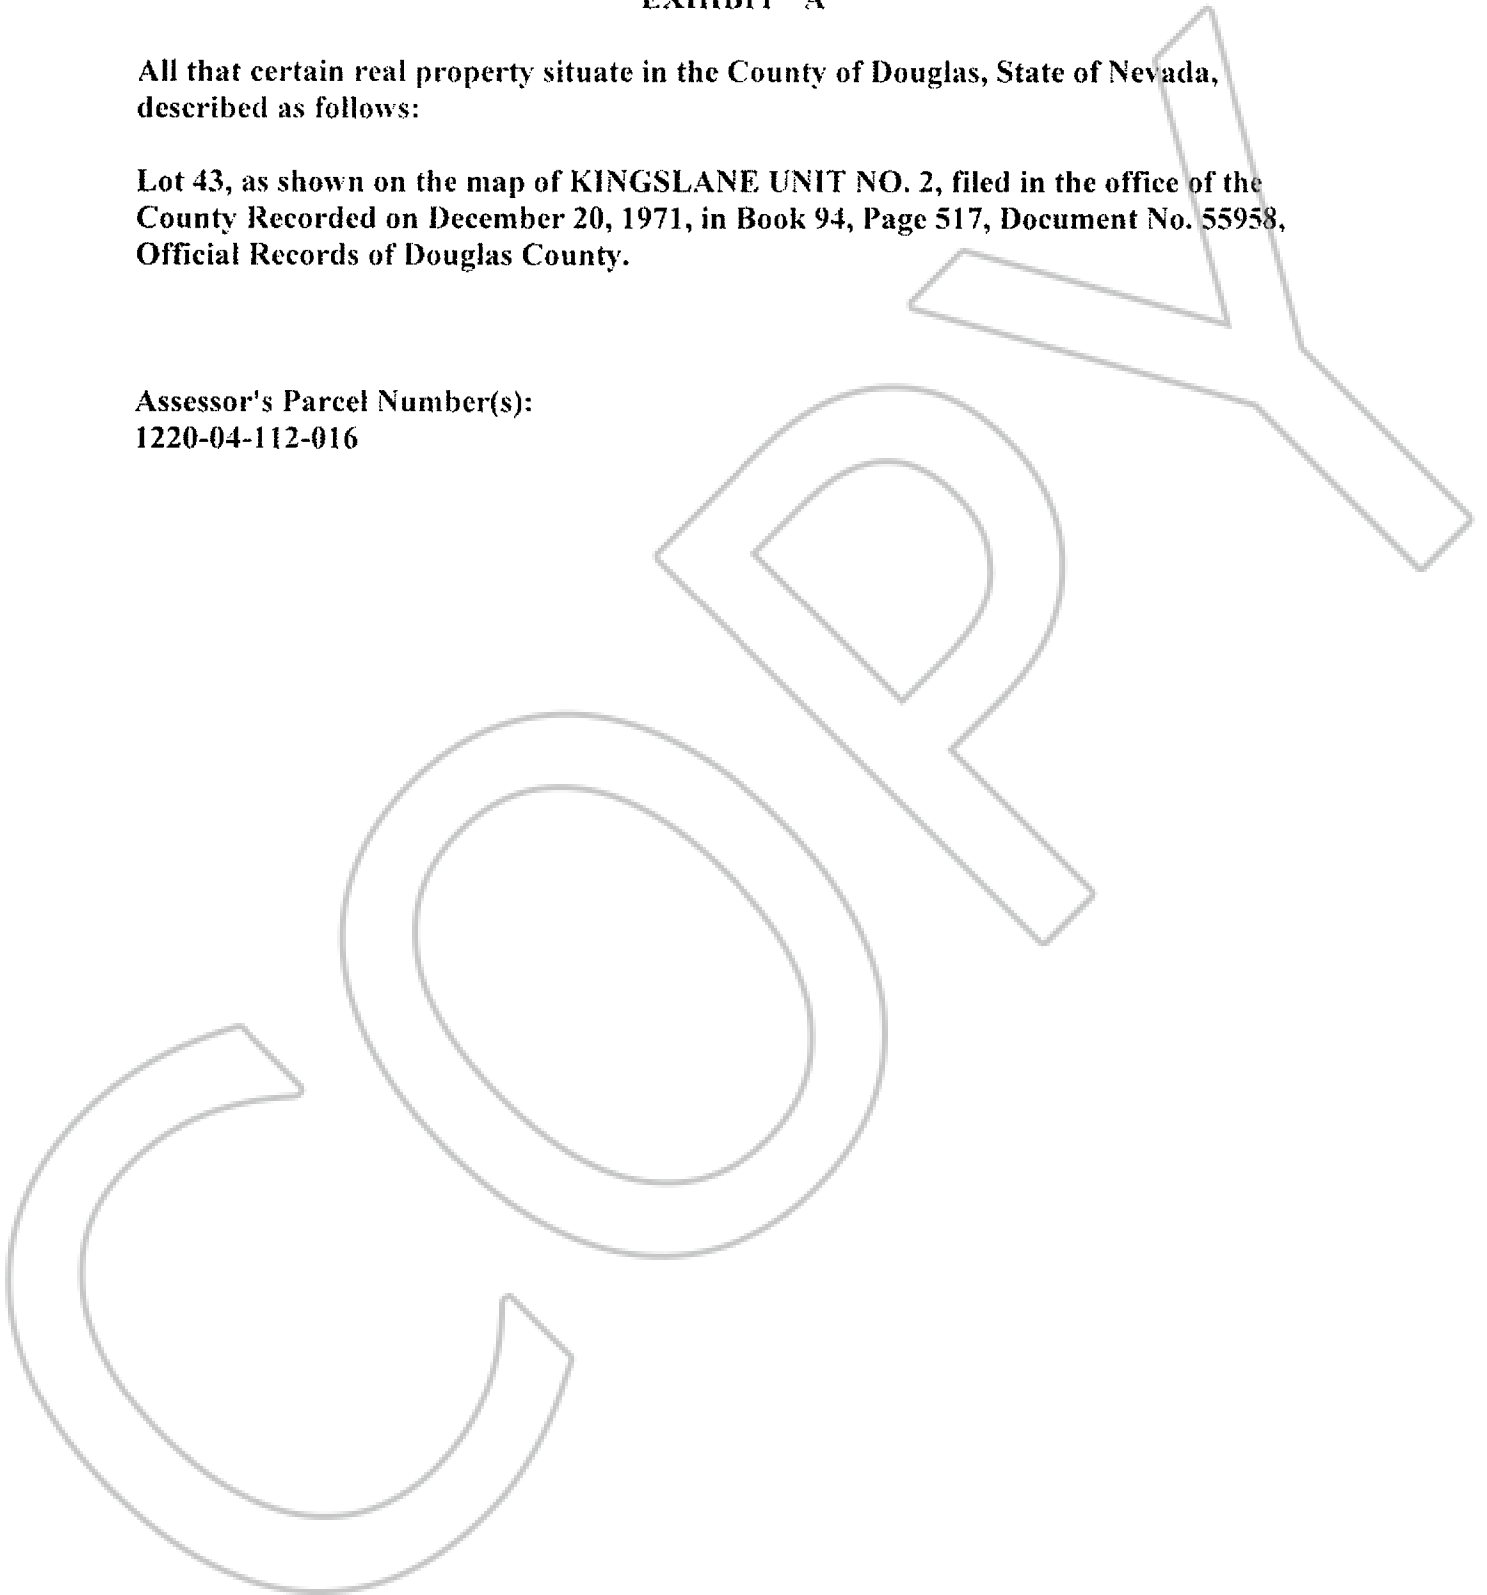 EXHIBIT "A"
All that certain real property situate in the County of Douglas, State of Nevada,
described as follows:
Lot 43, as shown on the map of KINGSLANE UNIT NO. 2, filed in the office of the
County Recorded on December 20, 1971, in Book 94, Page 517, Document No. 55958,
Official Records of Douglas County.
Assessor's Parcel Number(s):
1220-04-112-016
COPY